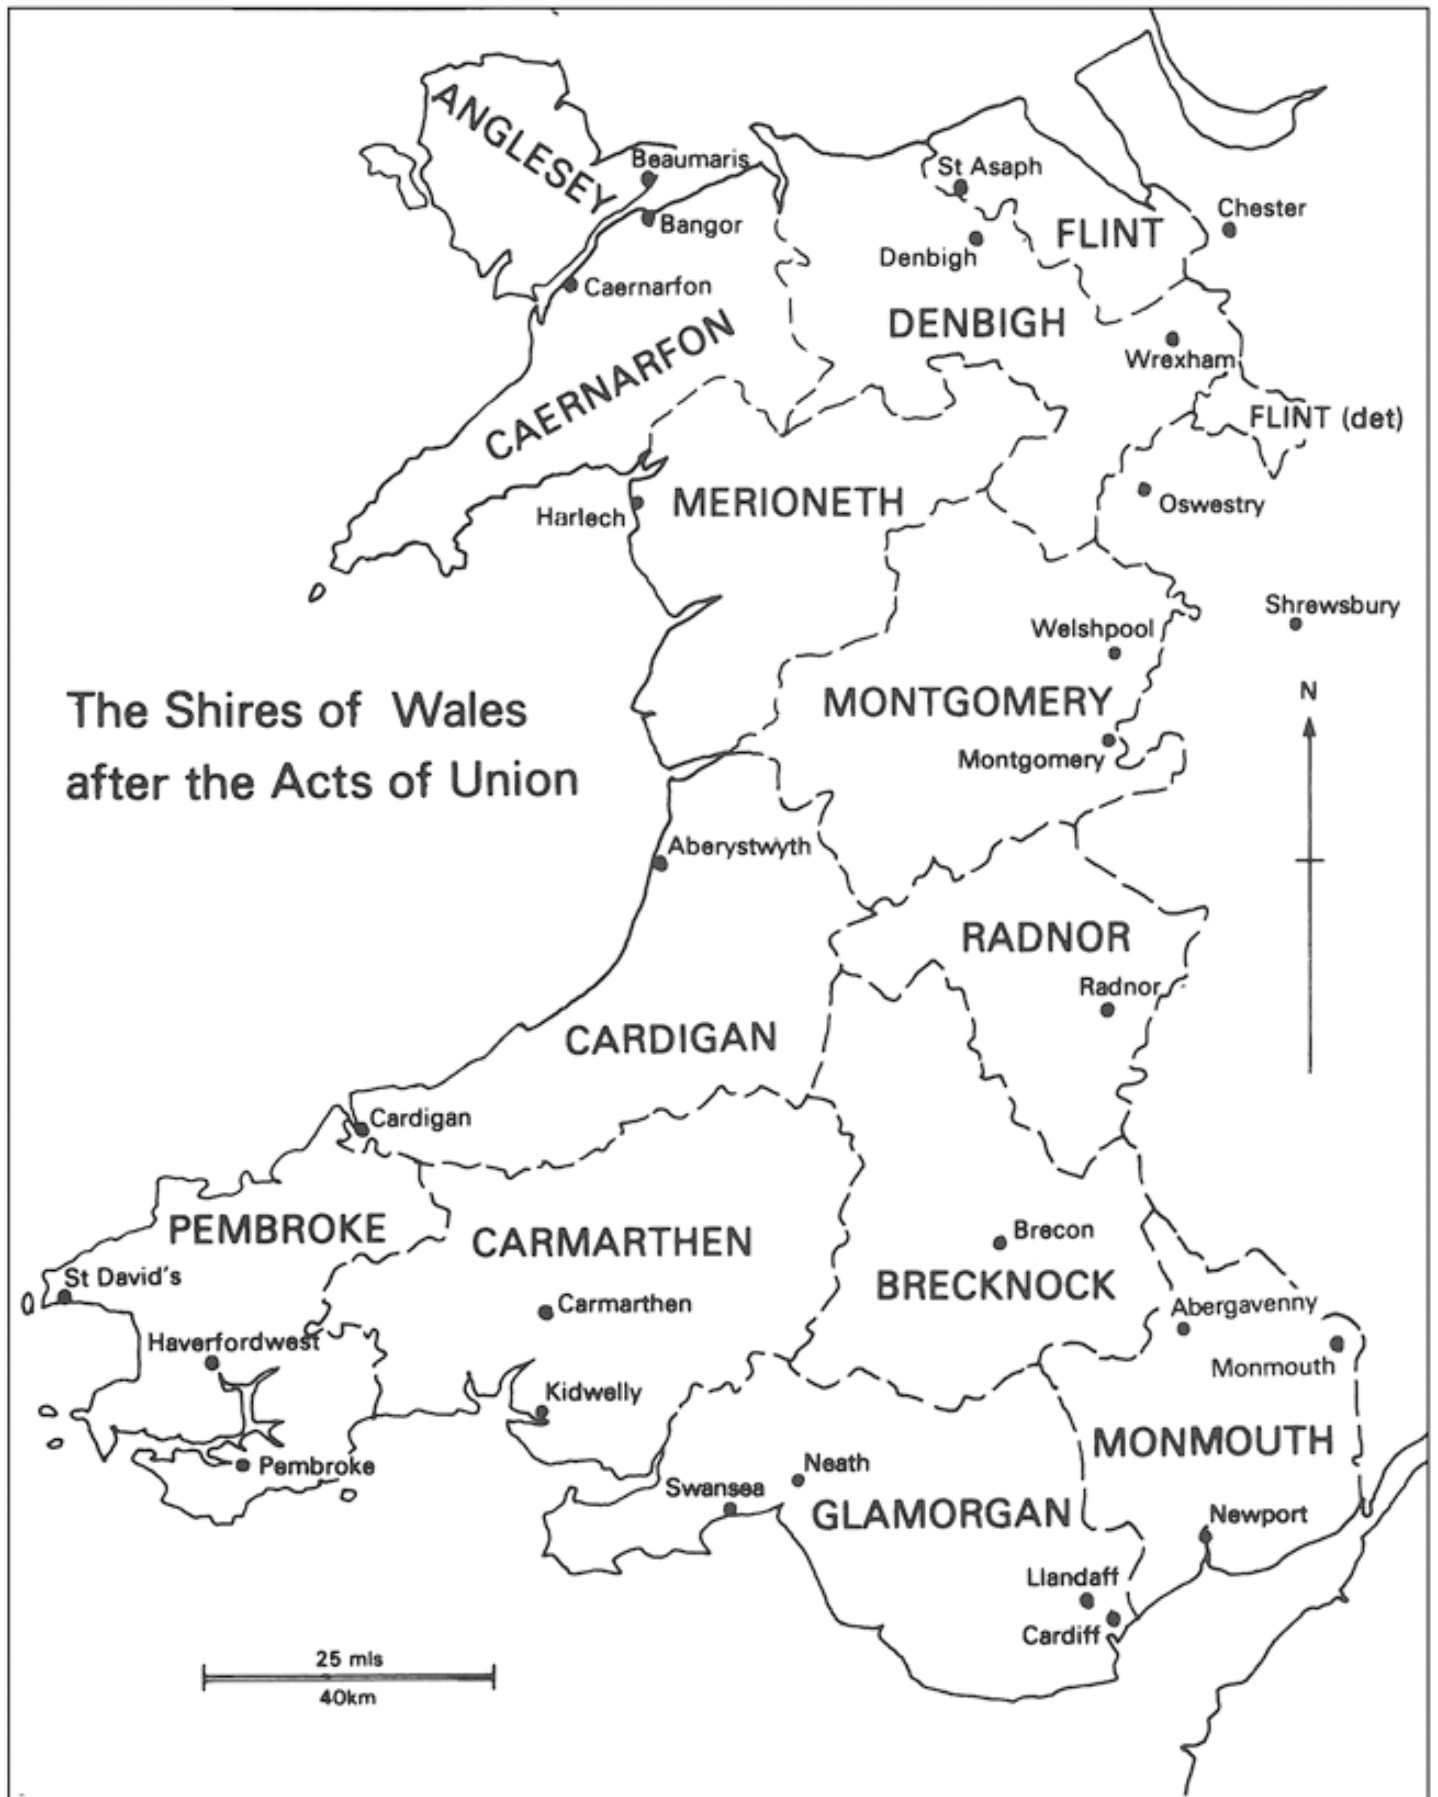 ANGLESEY
Beaumaris
St Asaph
Chester
Bangor
FLINT
Denbigh
Caernarfon
DENBIGH
CAERNARFON
Wrexham
FLINT (det)
MERIONETH
Oswestry
Harlech
Shrewsbury
Welshpool
N
The Shires of Wales
after the Acts of Union
MONTGOMERY
Montgomery
Aberystwyth
RADNOR
Radnor
CARDIGAN
Cardigan
PEMBROKE
CARMARTHEN
Brecon
St David's
BRECKNOCK
Carmarthen
Abergavenny
Haverfordwest
Monmouth
Kidwelly
MONMOUTH
Pembroke
Neath
Swansea
GLAMORGAN
Newport
Llandaff
Cardiff
25 mls
40km